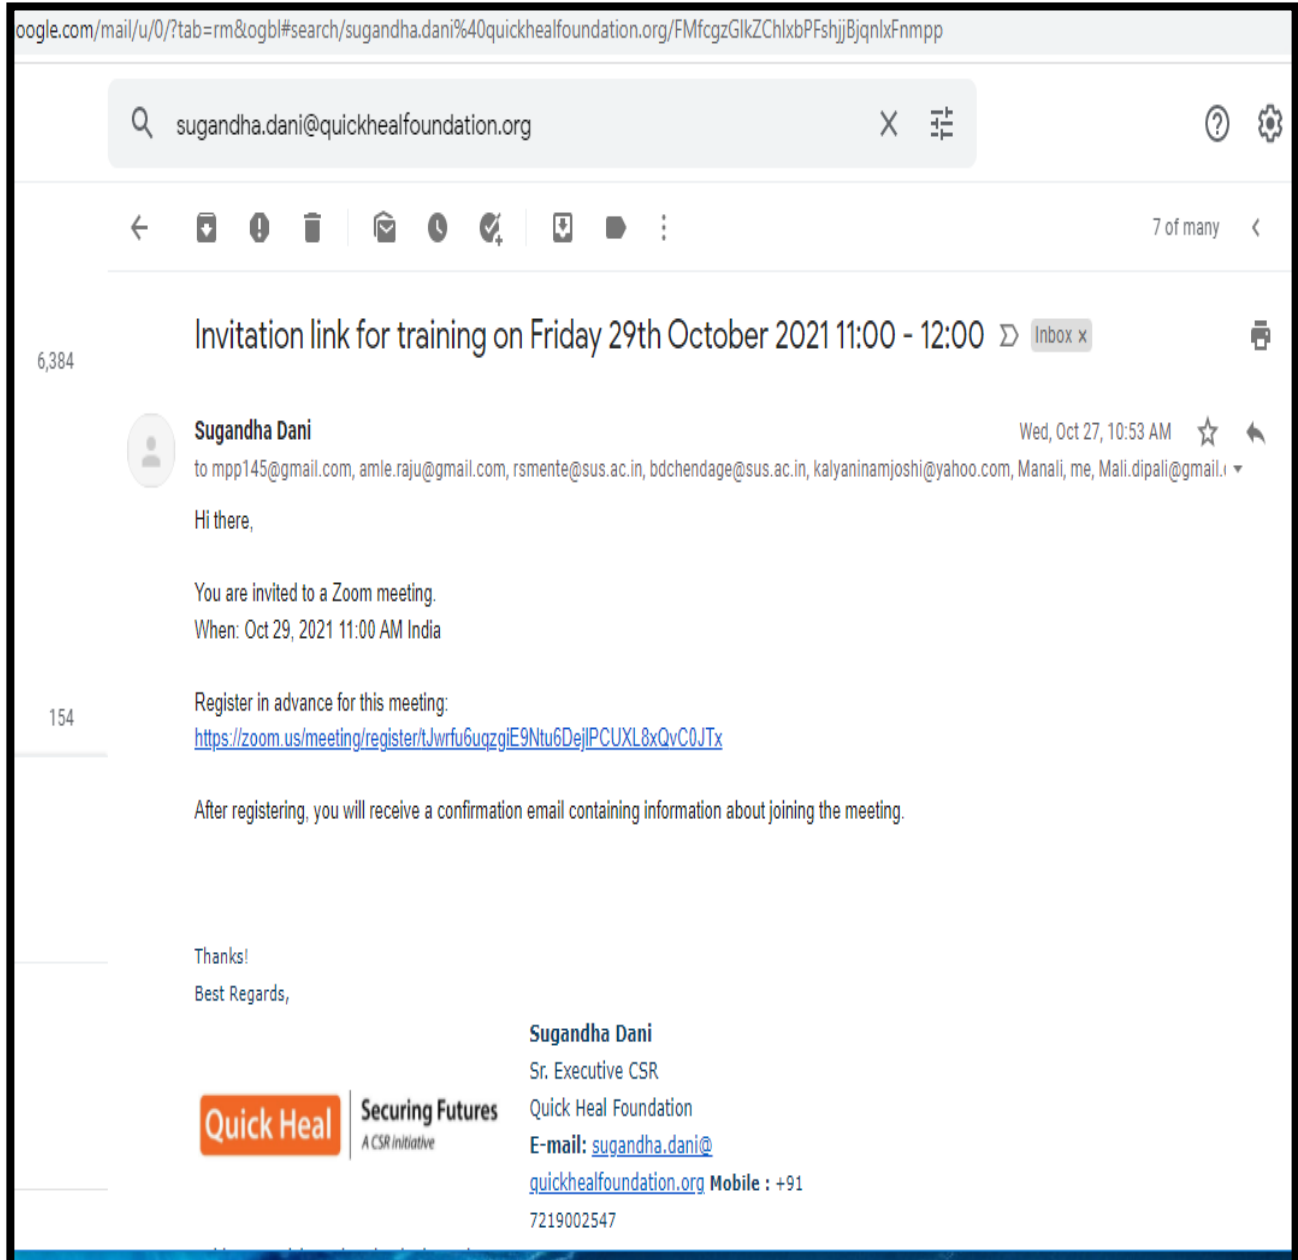 oogle.com/mail/u/0/?tab=rm&ogbl#search/sugandha.dani%40quickhealfoundation.org/FMfcgzGlkZChlxbPFshjjBjqnlxFnmpp
sugandha.dani@quickhealfoundation.org
7 of many
Invitation link for training on Friday 29th October 2021 11:00 - 12:00 Inbox x
6,384
Sugandha Dani Wed, Oct 27, 10:53 AM
to mpp145@gmail.com, amle.raju@gmail.com, rsmente@sus.ac.in, bdchendage@sus.ac.in, kalyaninamjoshi@yahoo.com, Manali, me, Mali.dipali@gmail.
Hi there,
You are invited to a Zoom meeting.
When: Oct 29, 2021 11:00 AM India
Register in advance for this meeting:
154
https://zoom.us/meeting/register/tJwrfu6uqzgiE9Ntu6DejlPCUXL8xQvC0JTx
After registering, you will receive a confirmation email containing information about joining the meeting.
Thanks!
Best Regards,
Quick Heal
Securing Futures
A CSR initiative
Sugandha Dani
Sr. Executive CSR
Quick Heal Foundation
E-mail: sugandha.dani@
quickhealfoundation.org Mobile : +91
7219002547